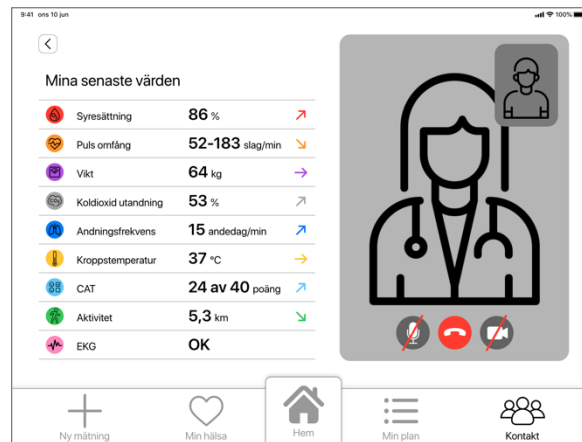 9:41 ons 10 jun 100%
Mina senaste värden
Syresättning 86 %
Puls omfång 52-183 slag/min
Vikt 64 kg
CO2 Koldioxid utandning 53 %
Andningsfrekvens 15 andedag/min
Kroppstemperatur 37 °C
CAT 24 av 40 poäng
Aktivitet 5,3 km
EKG OK
Ny mätning Min hälsa Hem Min plan Kontakt